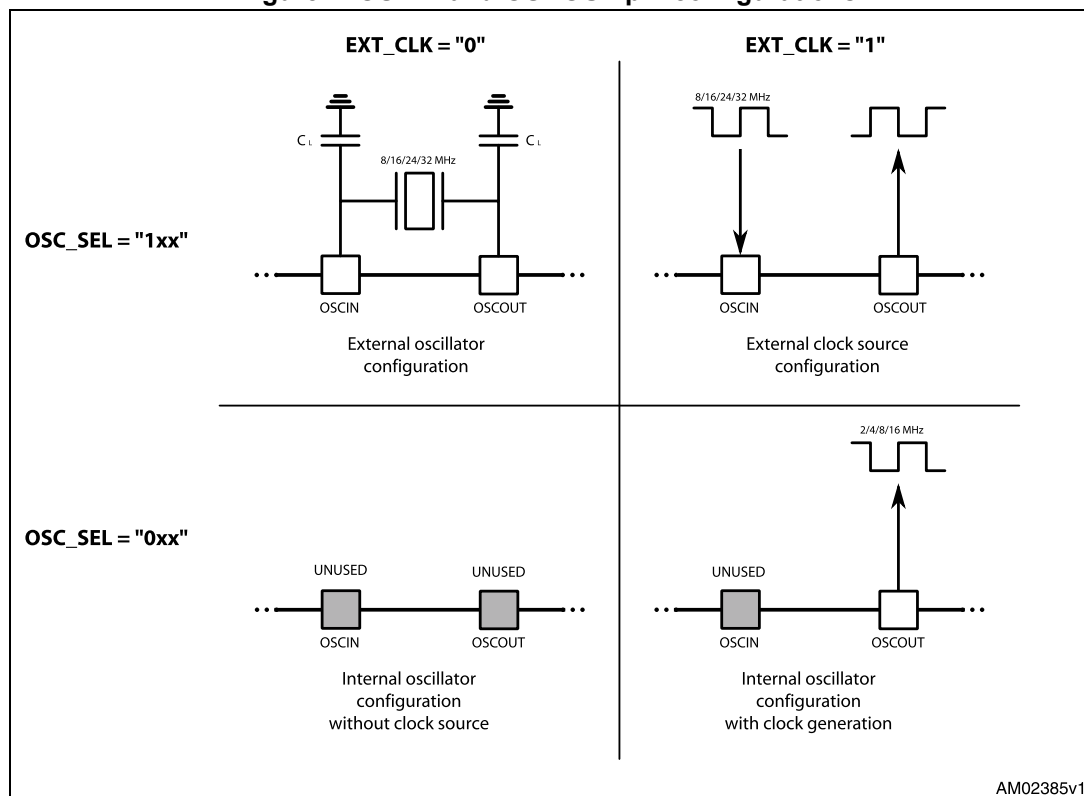 EXT_CLK = "0"
EXT_CLK = "1"
8/16/24/32 MHz
CL
CL
8/16/24/32 MHz
OSC_SEL = "1xx"
OSCIN
OSCOUT
OSCIN
OSCOUT
External oscillator
configuration
External clock source
configuration
2/4/8/16 MHz
OSC_SEL = "0xx"
UNUSED
UNUSED
UNUSED
OSCIN
OSCOUT
OSCIN
OSCOUT
Internal oscillator
configuration
without clock source
Internal oscillator
configuration
with clock generation
AM02385v1